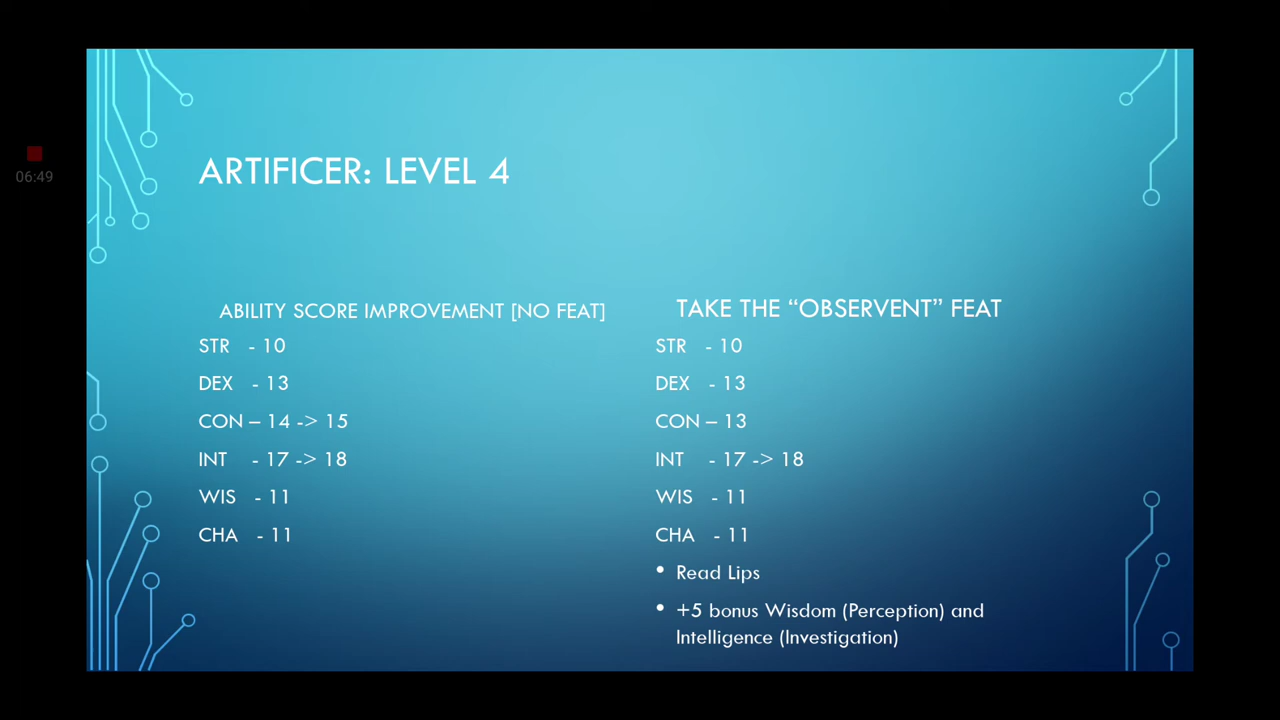 06:49
ARTIFICER: LEVEL 4
ABILITY SCORE IMPROVEMENT [NO FEAT]
STR - 10
DEX - 13
CON – 14 -> 15
INT - 17 -> 18
WIS - 11
CHA - 11
TAKE THE “OBSERVENT” FEAT
STR - 10
DEX - 13
CON – 13
INT - 17 -> 18
WIS - 11
CHA - 11
• Read Lips
• +5 bonus Wisdom (Perception) and
Intelligence (Investigation)